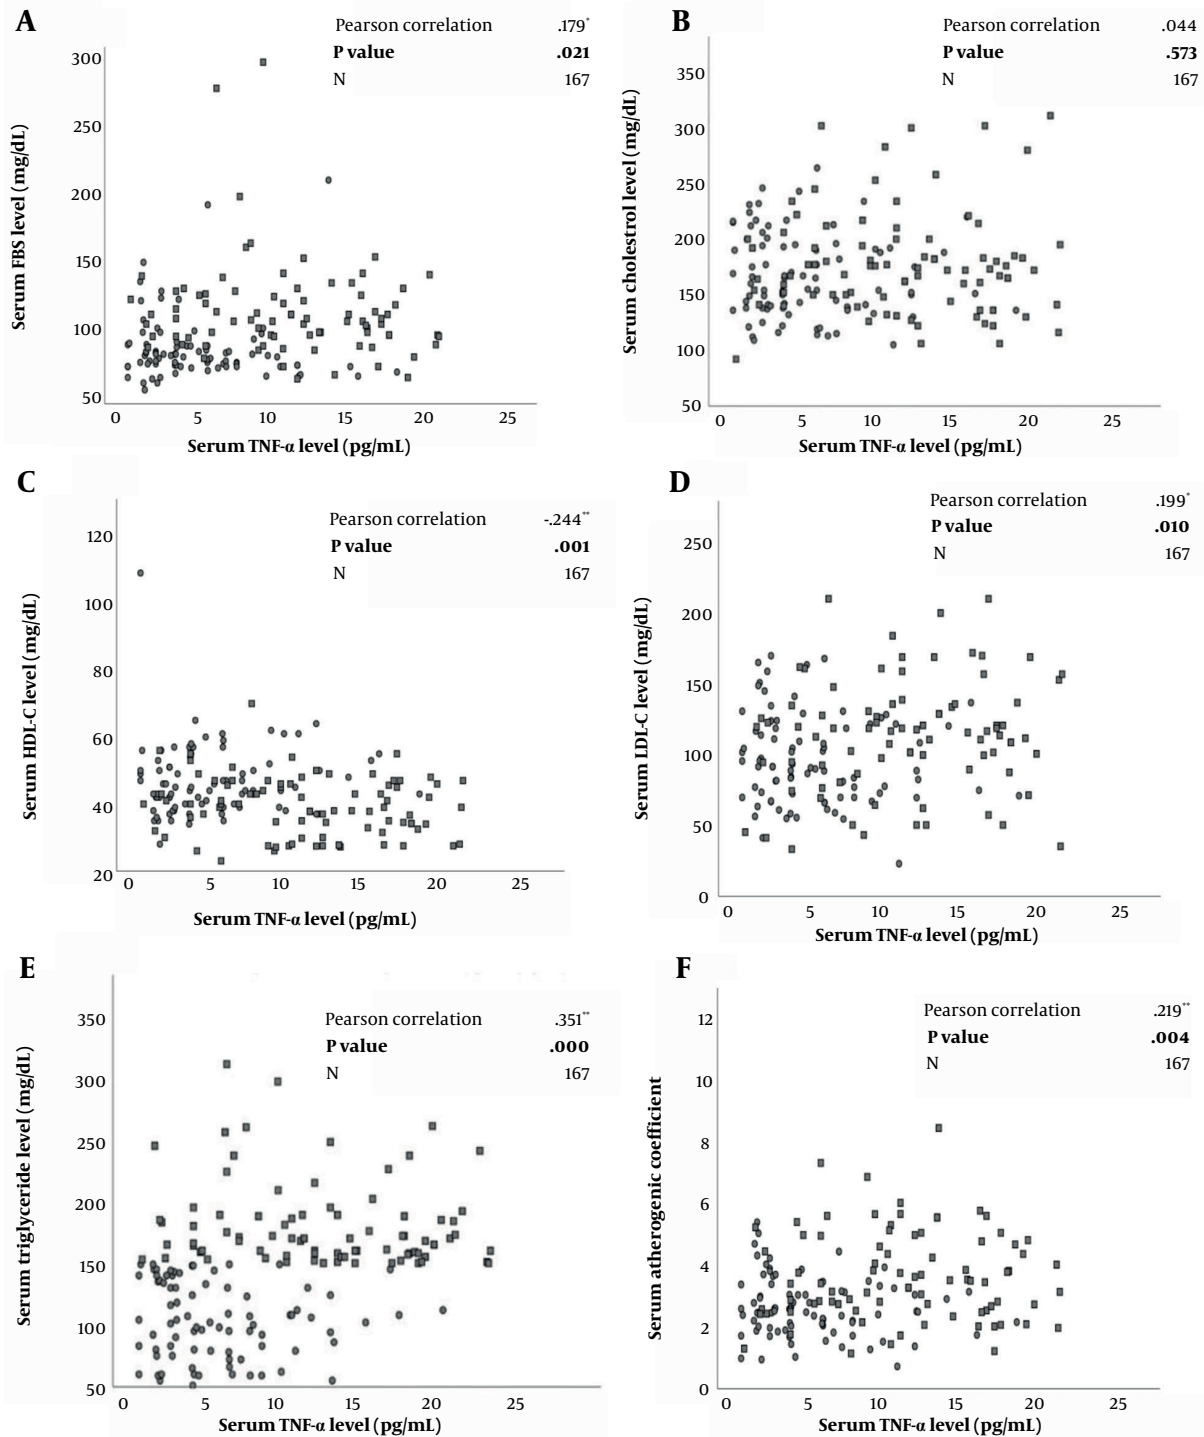 A
Pearson correlation .179*
P value .021
N 167
Serum FBS level (mg/dL)
300
250
200
150
100
50
0 5 10 15 20 25
Serum TNF-α level (pg/mL)
B
Pearson correlation .044
P value .573
N 167
Serum cholestrol level (mg/dL)
350
300
250
200
150
100
50
0 5 10 15 20 25
Serum TNF-α level (pg/mL)
C
Pearson correlation -.244**
P value .001
N 167
Serum HDL-C level (mg/dL)
120
100
80
60
40
20
0 5 10 15 20 25
Serum TNF-α level (pg/mL)
D
Pearson correlation .199*
P value .010
N 167
Serum LDL-C level (mg/dL)
250
200
150
100
50
0
0 5 10 15 20 25
Serum TNF-α level (pg/mL)
E
Pearson correlation .351**
P value .000
N 167
Serum triglyceride level (mg/dL)
350
300
250
200
150
100
50
0 5 10 15 20 25
Serum TNF-α level (pg/mL)
F
Pearson correlation .219**
P value .004
N 167
Serum atherogenic coefficient
12
10
8
6
4
2
0
0 5 10 15 20 25
Serum TNF-α level (pg/mL)